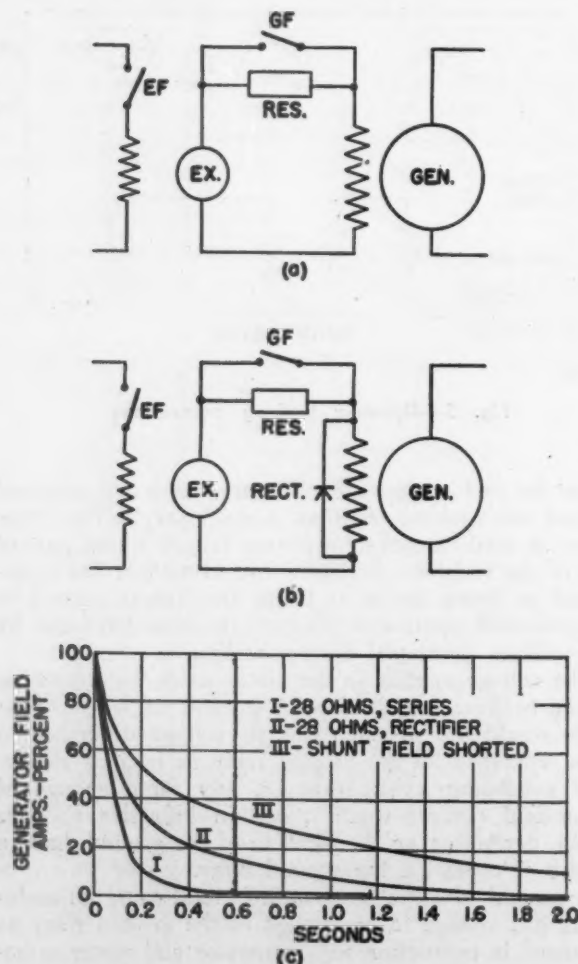 GF
EF
RES.
EX.
GEN.
(a)
GF
EF
RES.
EX.
RECT.
GEN.
(b)
GENERATOR FIELD
AMPS.-PERCENT
100
80
60
40
20
0
I-28 OHMS, SERIES
II-28 OHMS, RECTIFIER
III-SHUNT FIELD SHORTED
III
II
I
0 0.2 0.4 0.6 0.8 1.0 1.2 1.4 1.6 1.8 2.0
SECONDS
(c)